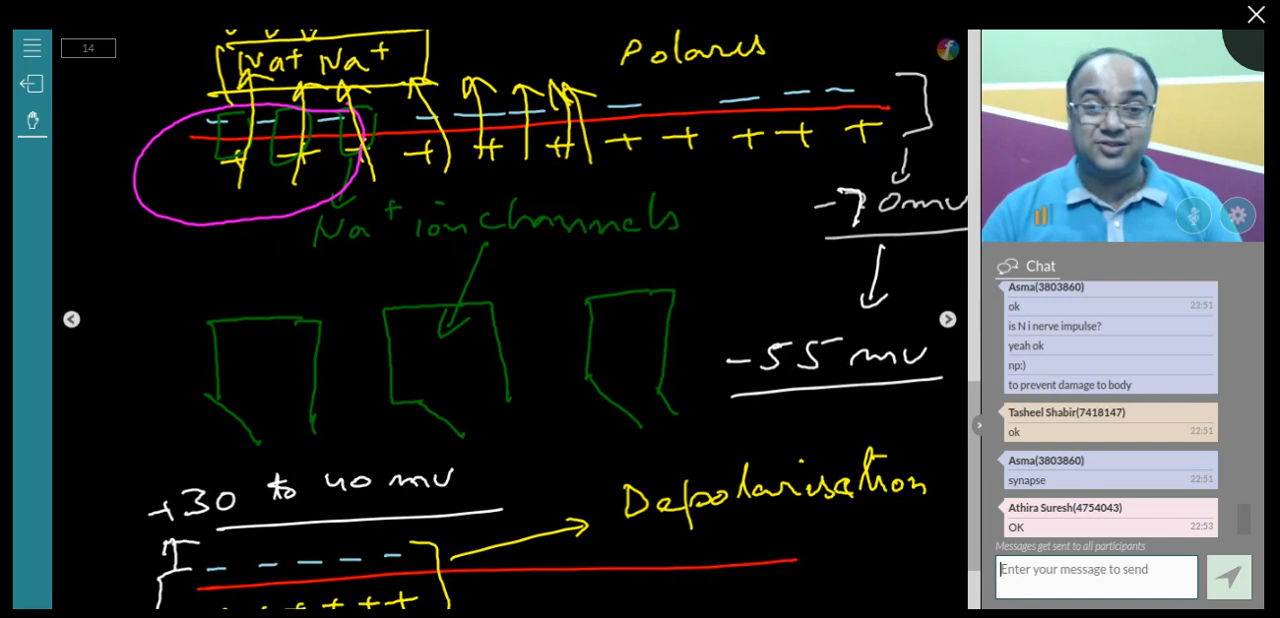 14
Na+ Na+
Polares
Na+ ion channels
-70mv
-55 mv
+30 to 40 mv
Depolarisation
Chat
Asma(3803860)
ok 22:51
is N i nerve impulse?
yeah ok
np:)
to prevent damage to body
Tasheel Shabir(7418147)
ok 22:51
Asma(3803860)
synapse 22:51
Athira Suresh(4754043)
OK 22:53
Messages get sent to all participants
Enter your message to send